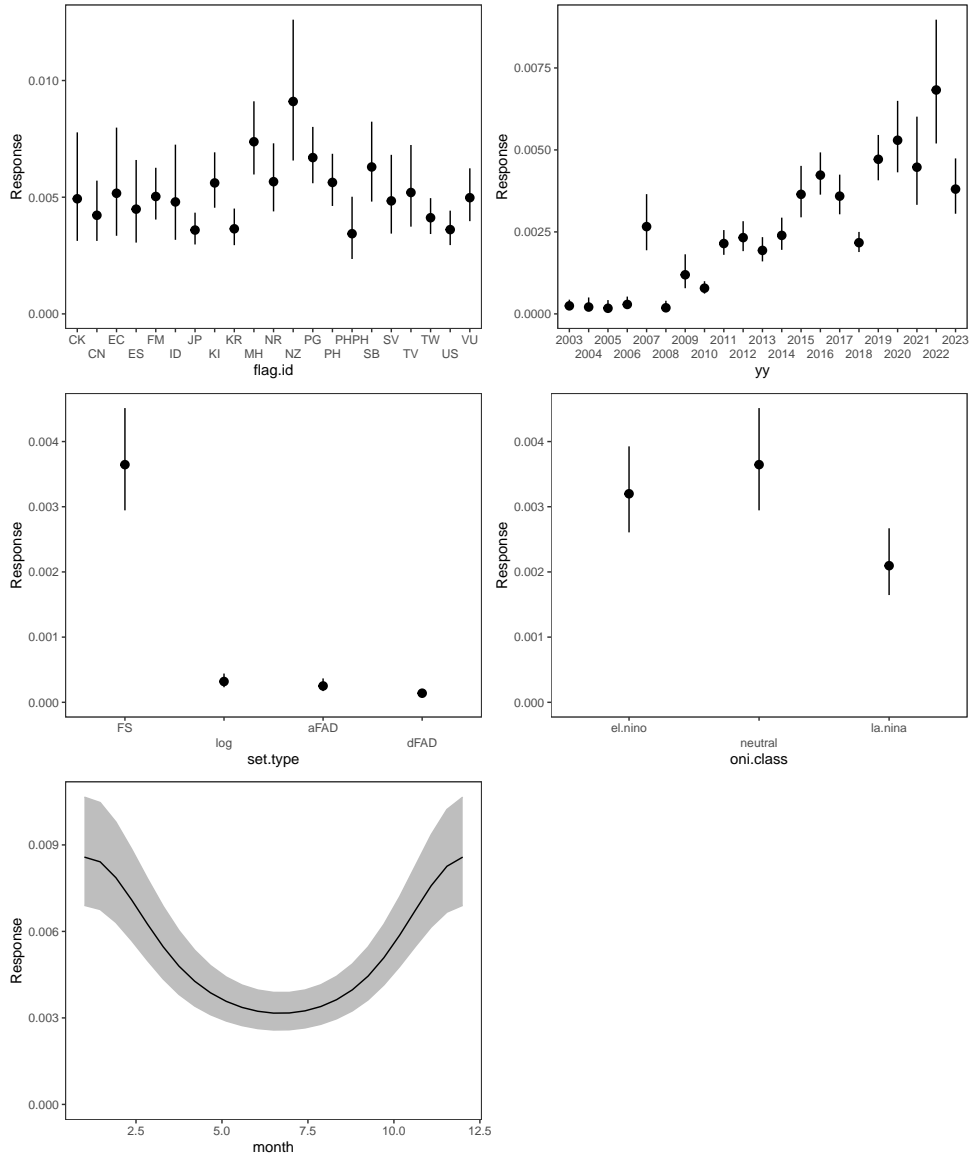 0.010
0.005
0.000
Response
CK EC FM JP KR NR PG PHPH SV TW VU
CN ES ID KI MH NZ PH SB TV US
flag.id
0.0075
0.0050
0.0025
0.0000
Response
2003 2005 2007 2009 2011 2013 2015 2017 2019 2021 2023
2004 2006 2008 2010 2012 2014 2016 2018 2020 2022
yy
0.004
0.003
0.002
0.001
0.000
Response
FS aFAD
log dFAD
set.type
0.004
0.003
0.002
0.001
0.000
Response
el.nino la.nina
neutral
oni.class
0.009
0.006
0.003
0.000
Response
2.5 5.0 7.5 10.0 12.5
month